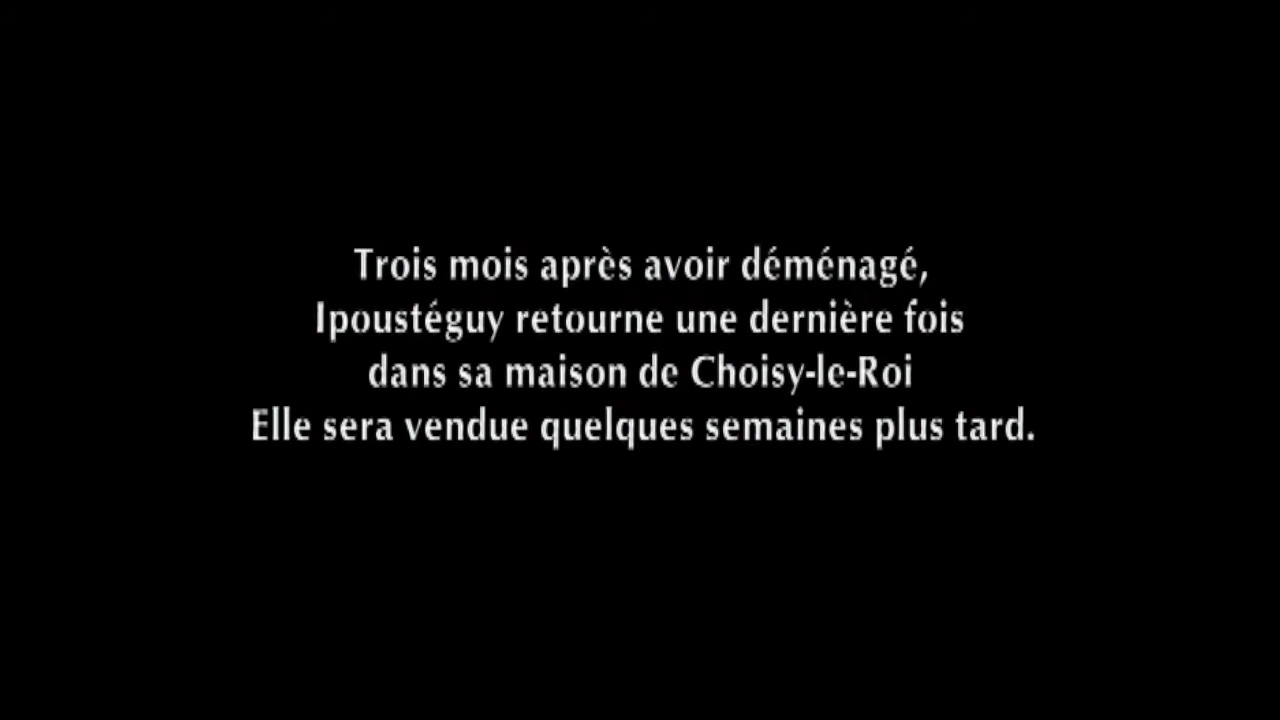 Trois mois après avoir déménagé,
Ipoustéguy retourne une dernière fois
dans sa maison de Choisy-le-Roi
Elle sera vendue quelques semaines plus tard.